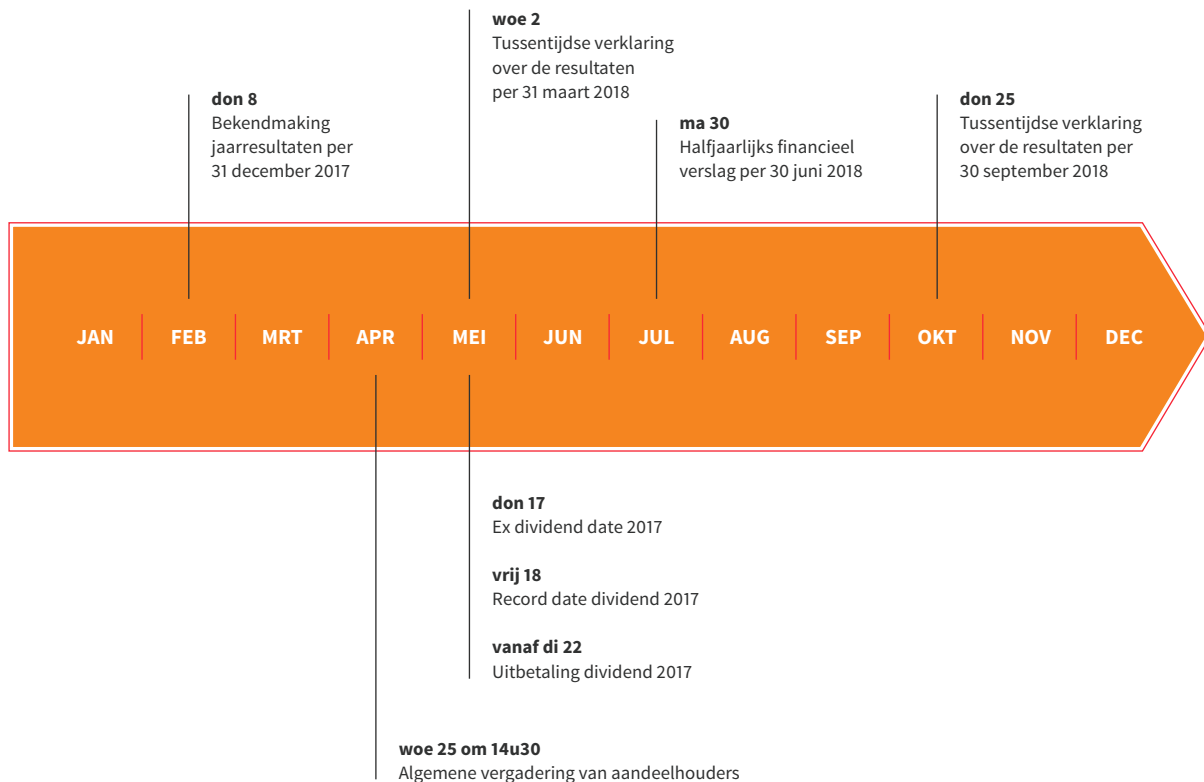 woe 2
Tussentijdse verklaring
over de resultaten
per 31 maart 2018
don 8
Bekendmaking
jaarresultaten per
31 december 2017
ma 30
Halfjaarlijks financieel
verslag per 30 juni 2018
don 25
Tussentijdse verklaring
over de resultaten per
30 september 2018
JAN FEB MRT APR MEI JUN JUL AUG SEP OKT NOV DEC
don 17
Ex dividend date 2017
vrij 18
Record date dividend 2017
vanaf di 22
Uitbetaling dividend 2017
woe 25 om 14u30
Algemene vergadering van aandeelhouders